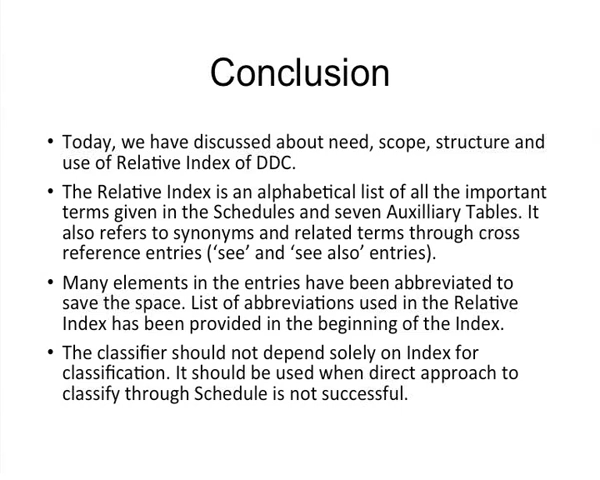 Conclusion
• Today, we have discussed about need, scope, structure and
use of Relative Index of DDC.
• The Relative Index is an alphabetical list of all the important
terms given in the Schedules and seven Auxilliary Tables. It
also refers to synonyms and related terms through cross
reference entries (‘see’ and ‘see also’ entries).
• Many elements in the entries have been abbreviated to
save the space. List of abbreviations used in the Relative
Index has been provided in the beginning of the Index.
• The classifier should not depend solely on Index for
classification. It should be used when direct approach to
classify through Schedule is not successful.